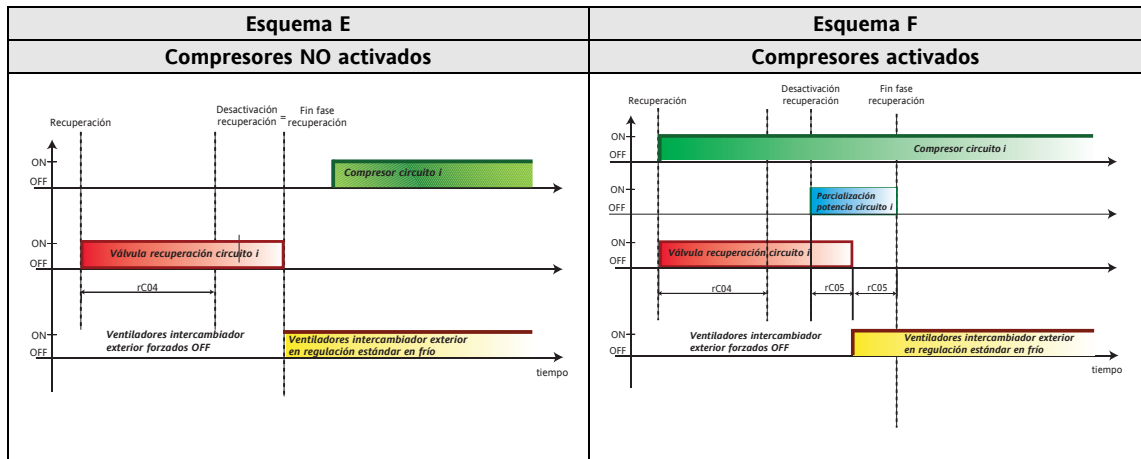 Esquema E
Compresores NO activados
Recuperación
Desactivación
recuperación
=
Fin fase
recuperación
ON
OFF
Compresor circuito i
ON
OFF
Válvula recuperación circuito i
rC04
ON
OFF
Ventiladores intercambiador
exterior forzados OFF
Ventiladores intercambiador exterior
en regulación estándar en frío
tiempo
Esquema F
Compresores activados
Recuperación
Desactivación
recuperación
Fin fase
recuperación
ON
OFF
Compresor circuito i
ON
OFF
Parcialización
potencia circuito i
ON
OFF
Válvula recuperación circuito i
rC04
rC05
rC05
ON
OFF
Ventiladores intercambiador
exterior forzados OFF
Ventiladores intercambiador exterior
en regulación estándar en frío
tiempo